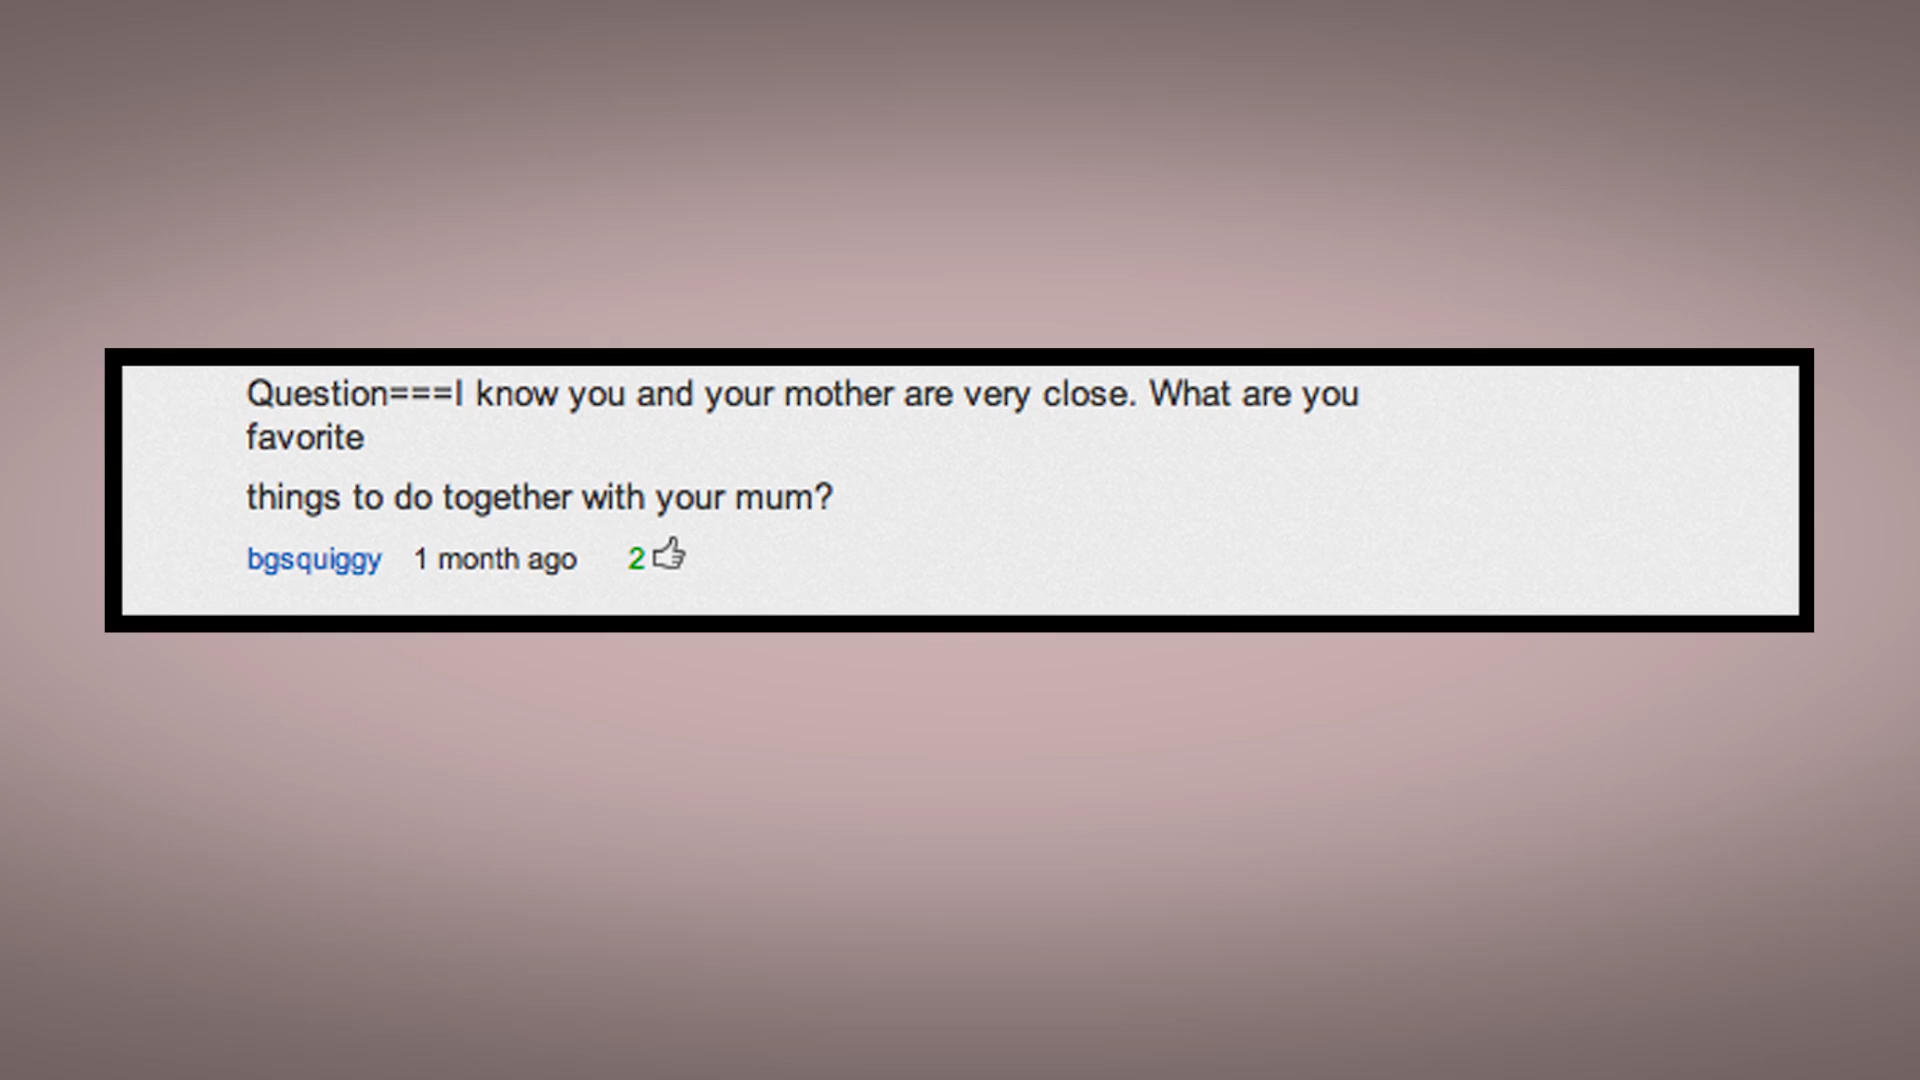 Question===I know you and your mother are very close. What are you
favorite
things to do together with your mum?
bgsquiggy 1 month ago 2